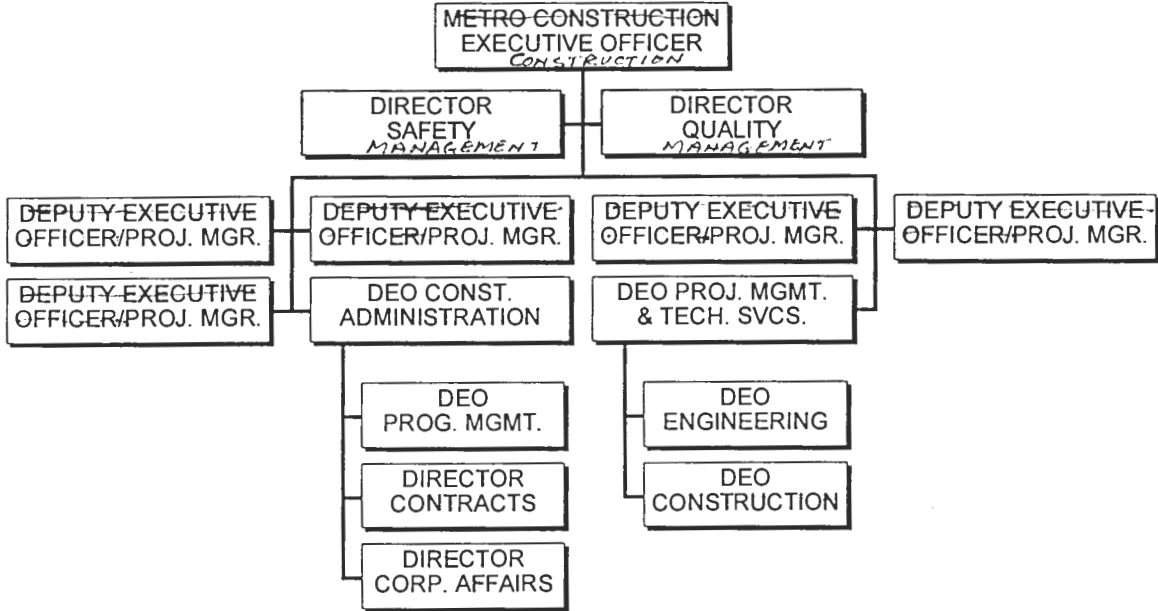 METRO CONSTRUCTION
EXECUTIVE OFFICER
CONSTRUCTION
DIRECTOR
SAFETY
MANAGEMENT
DIRECTOR
QUALITY
MANAGEMENT
DEPUTY EXECUTIVE
OFFICER/PROJ. MGR.
DEPUTY EXECUTIVE
OFFICER/PROJ. MGR.
DEPUTY EXECUTIVE
OFFICER/PROJ. MGR.
DEPUTY EXECUTIVE
OFFICER/PROJ. MGR.
DEPUTY EXECUTIVE
OFFICER/PROJ. MGR.
DEO CONST.
ADMINISTRATION
DEO PROJ. MGMT.
& TECH. SVCS.
DEO
PROG. MGMT.
DIRECTOR
CONTRACTS
DIRECTOR
CORP. AFFAIRS
DEO
ENGINEERING
DEO
CONSTRUCTION